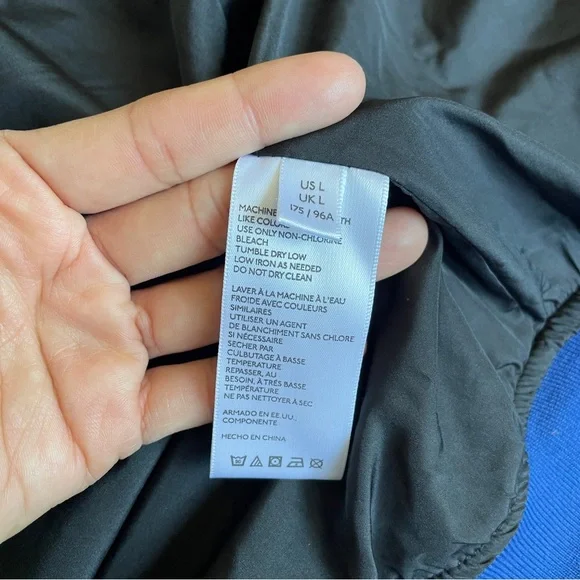 US L
UK L
175 / 96A
MACHINE TH
LIKE COLO
USE ONLY NON-CHLORINE
BLEACH
TUMBLE DRY LOW
LOW IRON AS NEEDED
DO NOT DRY CLEAN
LAVER À LA MACHINE À L'EAU
FROIDE AVEC COULEURS
SIMILAIRES
UTILISER UN AGENT
DE BLANCHIMENT SANS CHLORE
SI NÉCESSAIRE
SECHER PAR
CULBUTAGE À BASSE
TEMPERATURE
REPASSER, AU
BESOIN, À TRÈS BASSE
TEMPÉRATURE
NE PAS NETTOYER À SEC
ARMADO EN EE.UU.,
COMPONENTE
HECHO EN CHINA